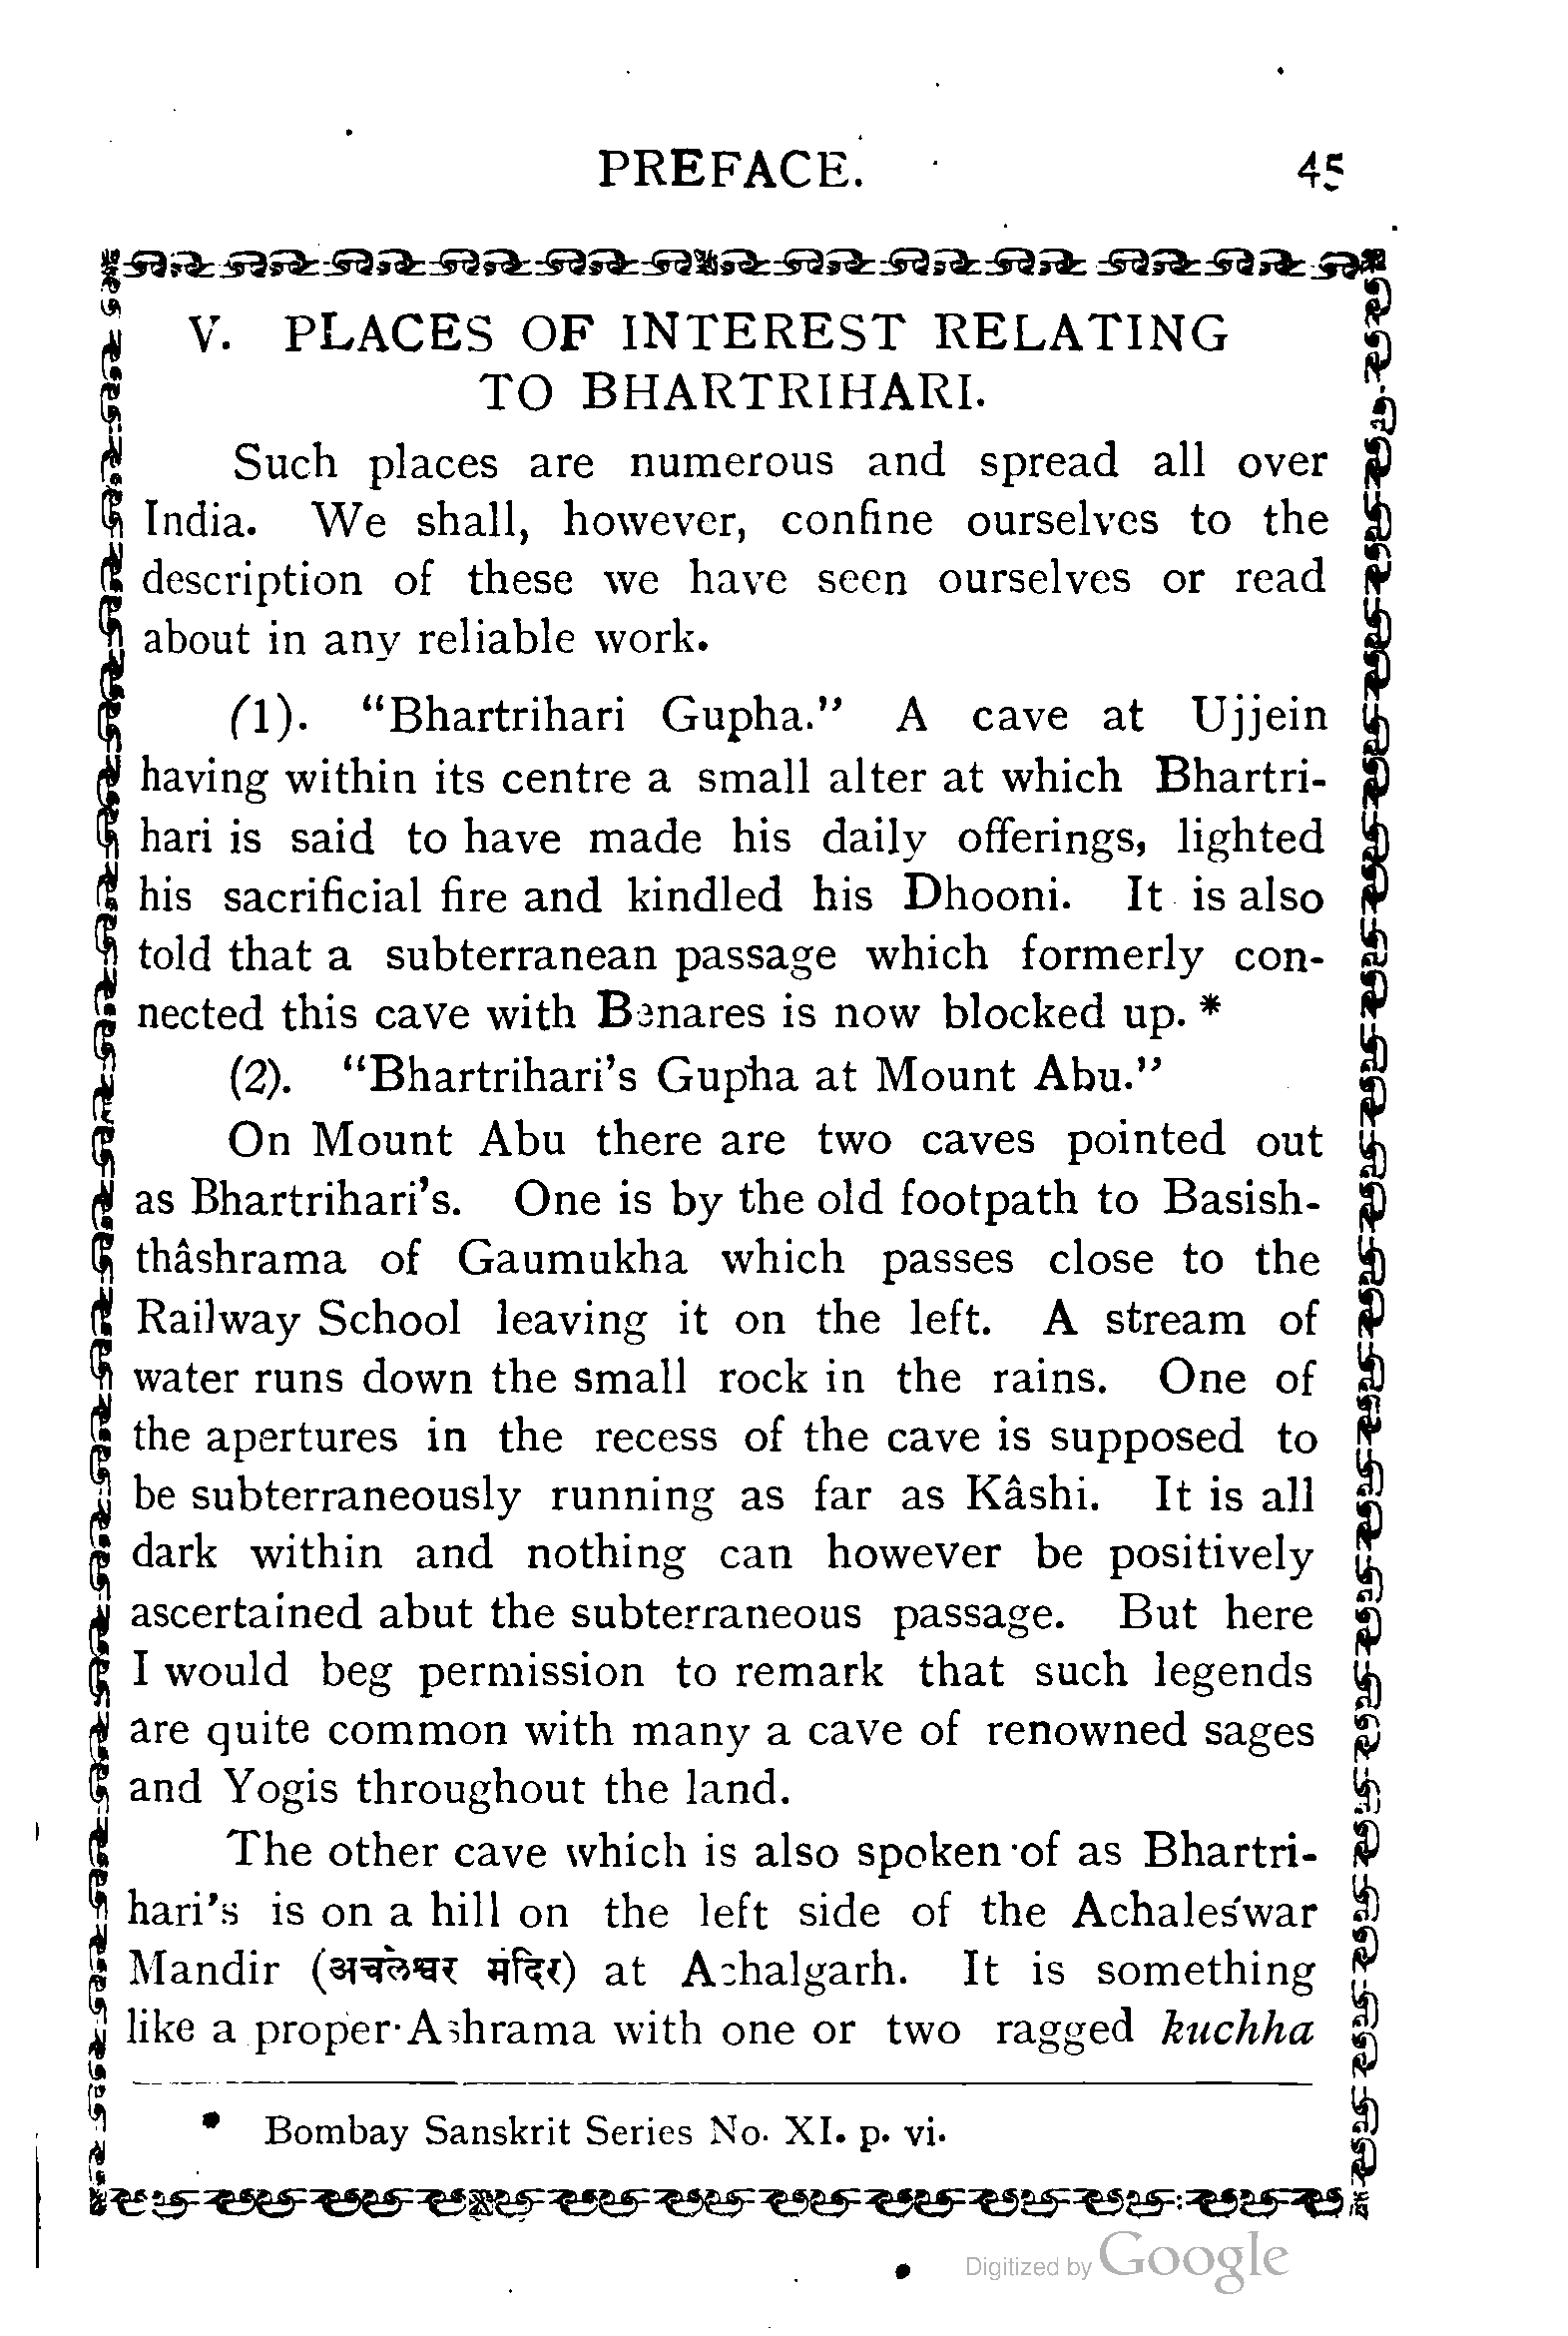 PREFACE. 45
V. PLACES OF INTEREST RELATING
TO BHARTRIHARI.
Such places are numerous and spread all over
India. We shall, however, confine ourselves to the
description of these we have seen ourselves or read
about in any reliable work.
(1). “Bhartrihari Gupha.” A cave at Ujjein
having within its centre a small alter at which Bhartri-
hari is said to have made his daily offerings, lighted
his sacrificial fire and kindled his Dhooni. It is also
told that a subterranean passage which formerly con-
nected this cave with Benares is now blocked up. *
(2). “Bhartrihari’s Gupha at Mount Abu.”
On Mount Abu there are two caves pointed out
as Bhartrihari’s. One is by the old footpath to Basish-
thâshrama of Gaumukha which passes close to the
Railway School leaving it on the left. A stream of
water runs down the small rock in the rains. One of
the apertures in the recess of the cave is supposed to
be subterraneously running as far as Kâshi. It is all
dark within and nothing can however be positively
ascertained abut the subterraneous passage. But here
I would beg permission to remark that such legends
are quite common with many a cave of renowned sages
and Yogis throughout the land.
The other cave which is also spoken of as Bhartri-
hari’s is on a hill on the left side of the Achaleśwar
Mandir (अचलेश्वर मंदिर) at Achalgarh. It is something
like a proper Ashrama with one or two ragged kuchha
* Bombay Sanskrit Series No. XI. p. vi.
Digitized by Google